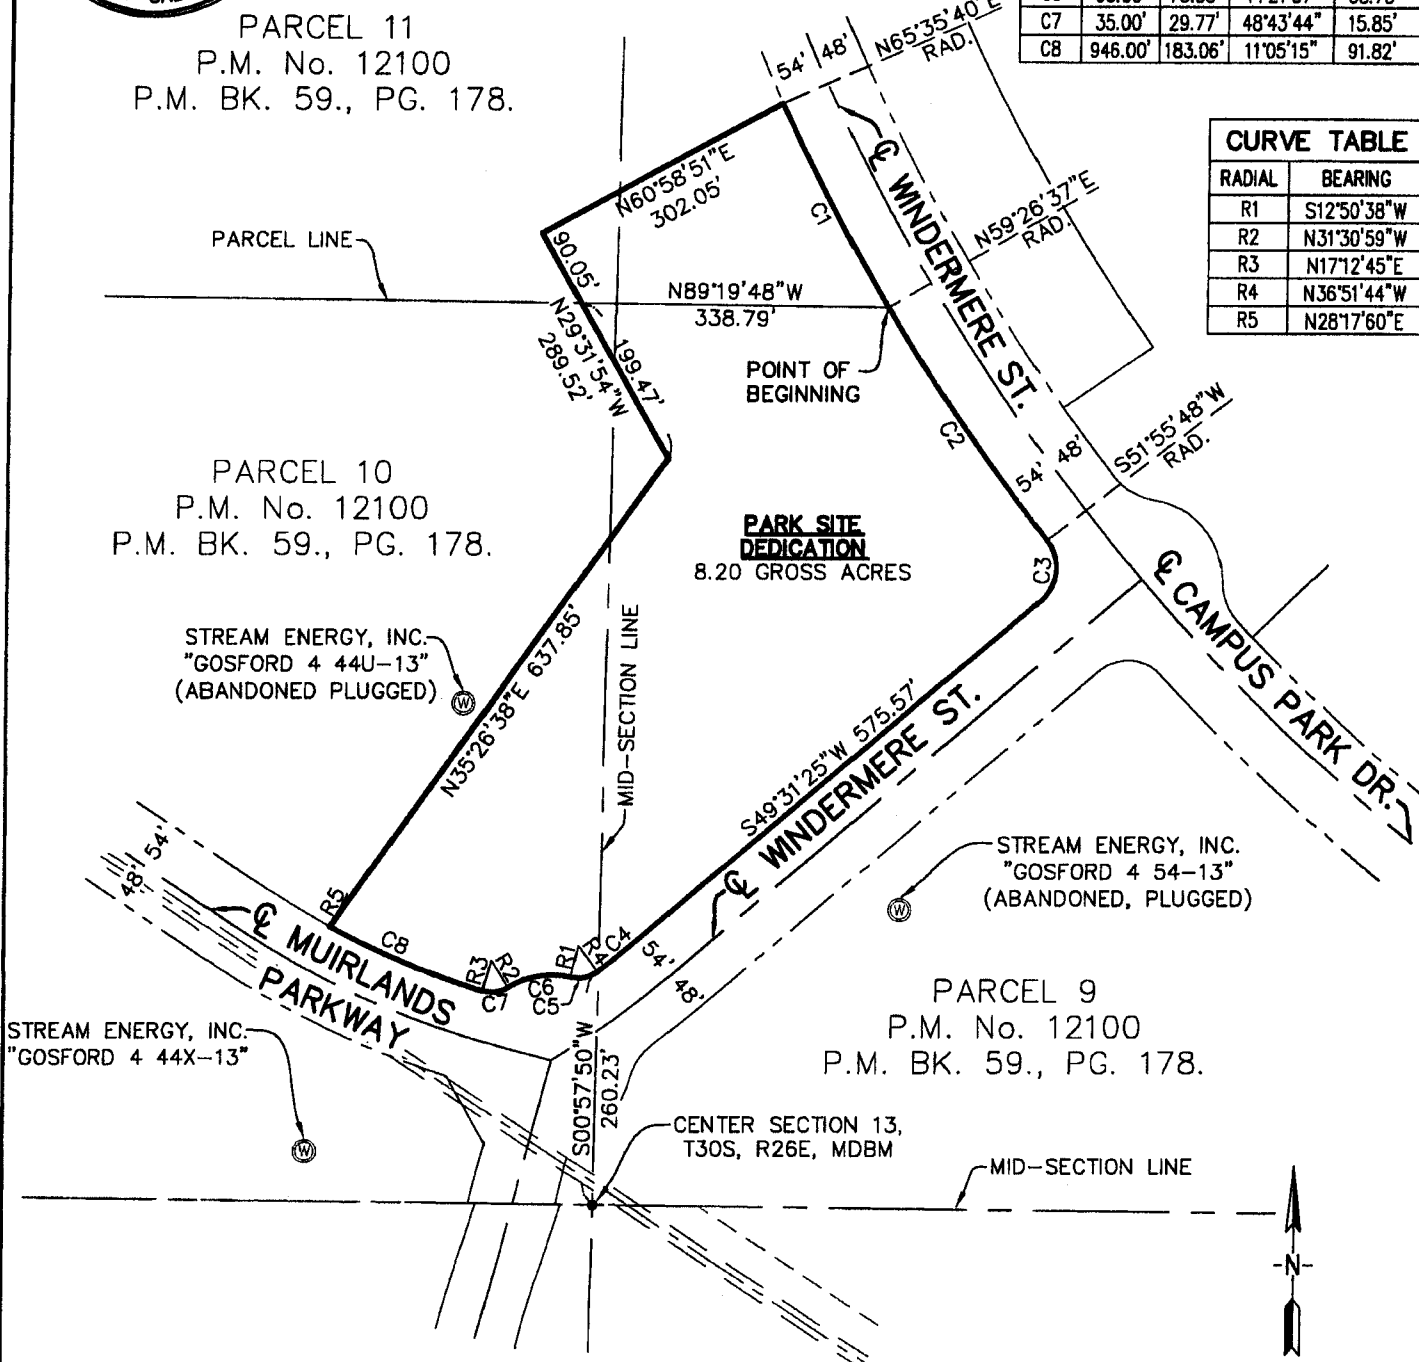 PARCEL 11
P.M. No. 12100
P.M. BK. 59., PG. 178.
C7 35.00' 29.77' 48°43'44" 15.85'
C8 946.00' 183.06' 11°05'15" 91.82'
CURVE TABLE
RADIAL BEARING
R1 S12°50'38"W
R2 N31°30'59"W
R3 N17°12'45"E
R4 N36°51'44"W
R5 N28°17'60"E
54' 48'
N65°35'40"E
RAD.
N60°58'51"E
302.05'
C1
℄ WINDERMERE ST.
N59°26'37"E
RAD.
PARCEL LINE
90.05'
N89°19'48"W
338.79'
N29°31'54"W
289.52'
199.47'
POINT OF
BEGINNING
C2
54' 48'
S51°55'48"W
RAD.
PARCEL 10
P.M. No. 12100
P.M. BK. 59., PG. 178.
PARK SITE
DEDICATION
8.20 GROSS ACRES
C3
℄ CAMPUS PARK DR.
STREAM ENERGY, INC.
"GOSFORD 4 44U-13"
(ABANDONED PLUGGED)
W
N35°26'38"E 637.85'
MID-SECTION LINE
S49°31'25"W 575.57'
℄ WINDERMERE ST.
STREAM ENERGY, INC.
"GOSFORD 4 54-13"
(ABANDONED, PLUGGED)
W
48' 54'
R5
℄ MUIRLANDS
PARKWAY
C8
R3
R2
C7
C6
C5
R1
R4
C4
54' 48'
PARCEL 9
P.M. No. 12100
P.M. BK. 59., PG. 178.
STREAM ENERGY, INC.
"GOSFORD 4 44X-13"
W
S00°57'50"W
260.23'
CENTER SECTION 13,
T30S, R26E, MDBM
MID-SECTION LINE
-N-